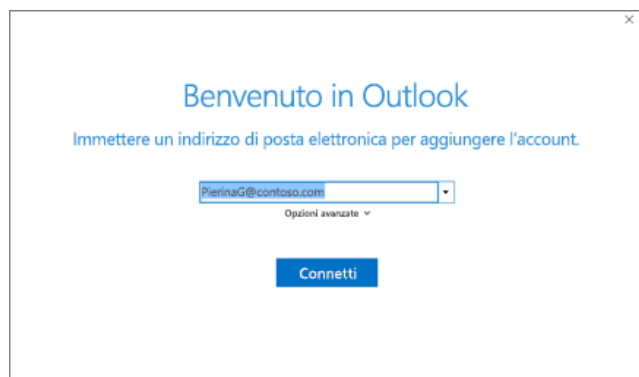 Benvenuto in Outlook
Immettere un indirizzo di posta elettronica per aggiungere l'account.
PierinaG@contoso.com
Opzioni avanzate
Connetti